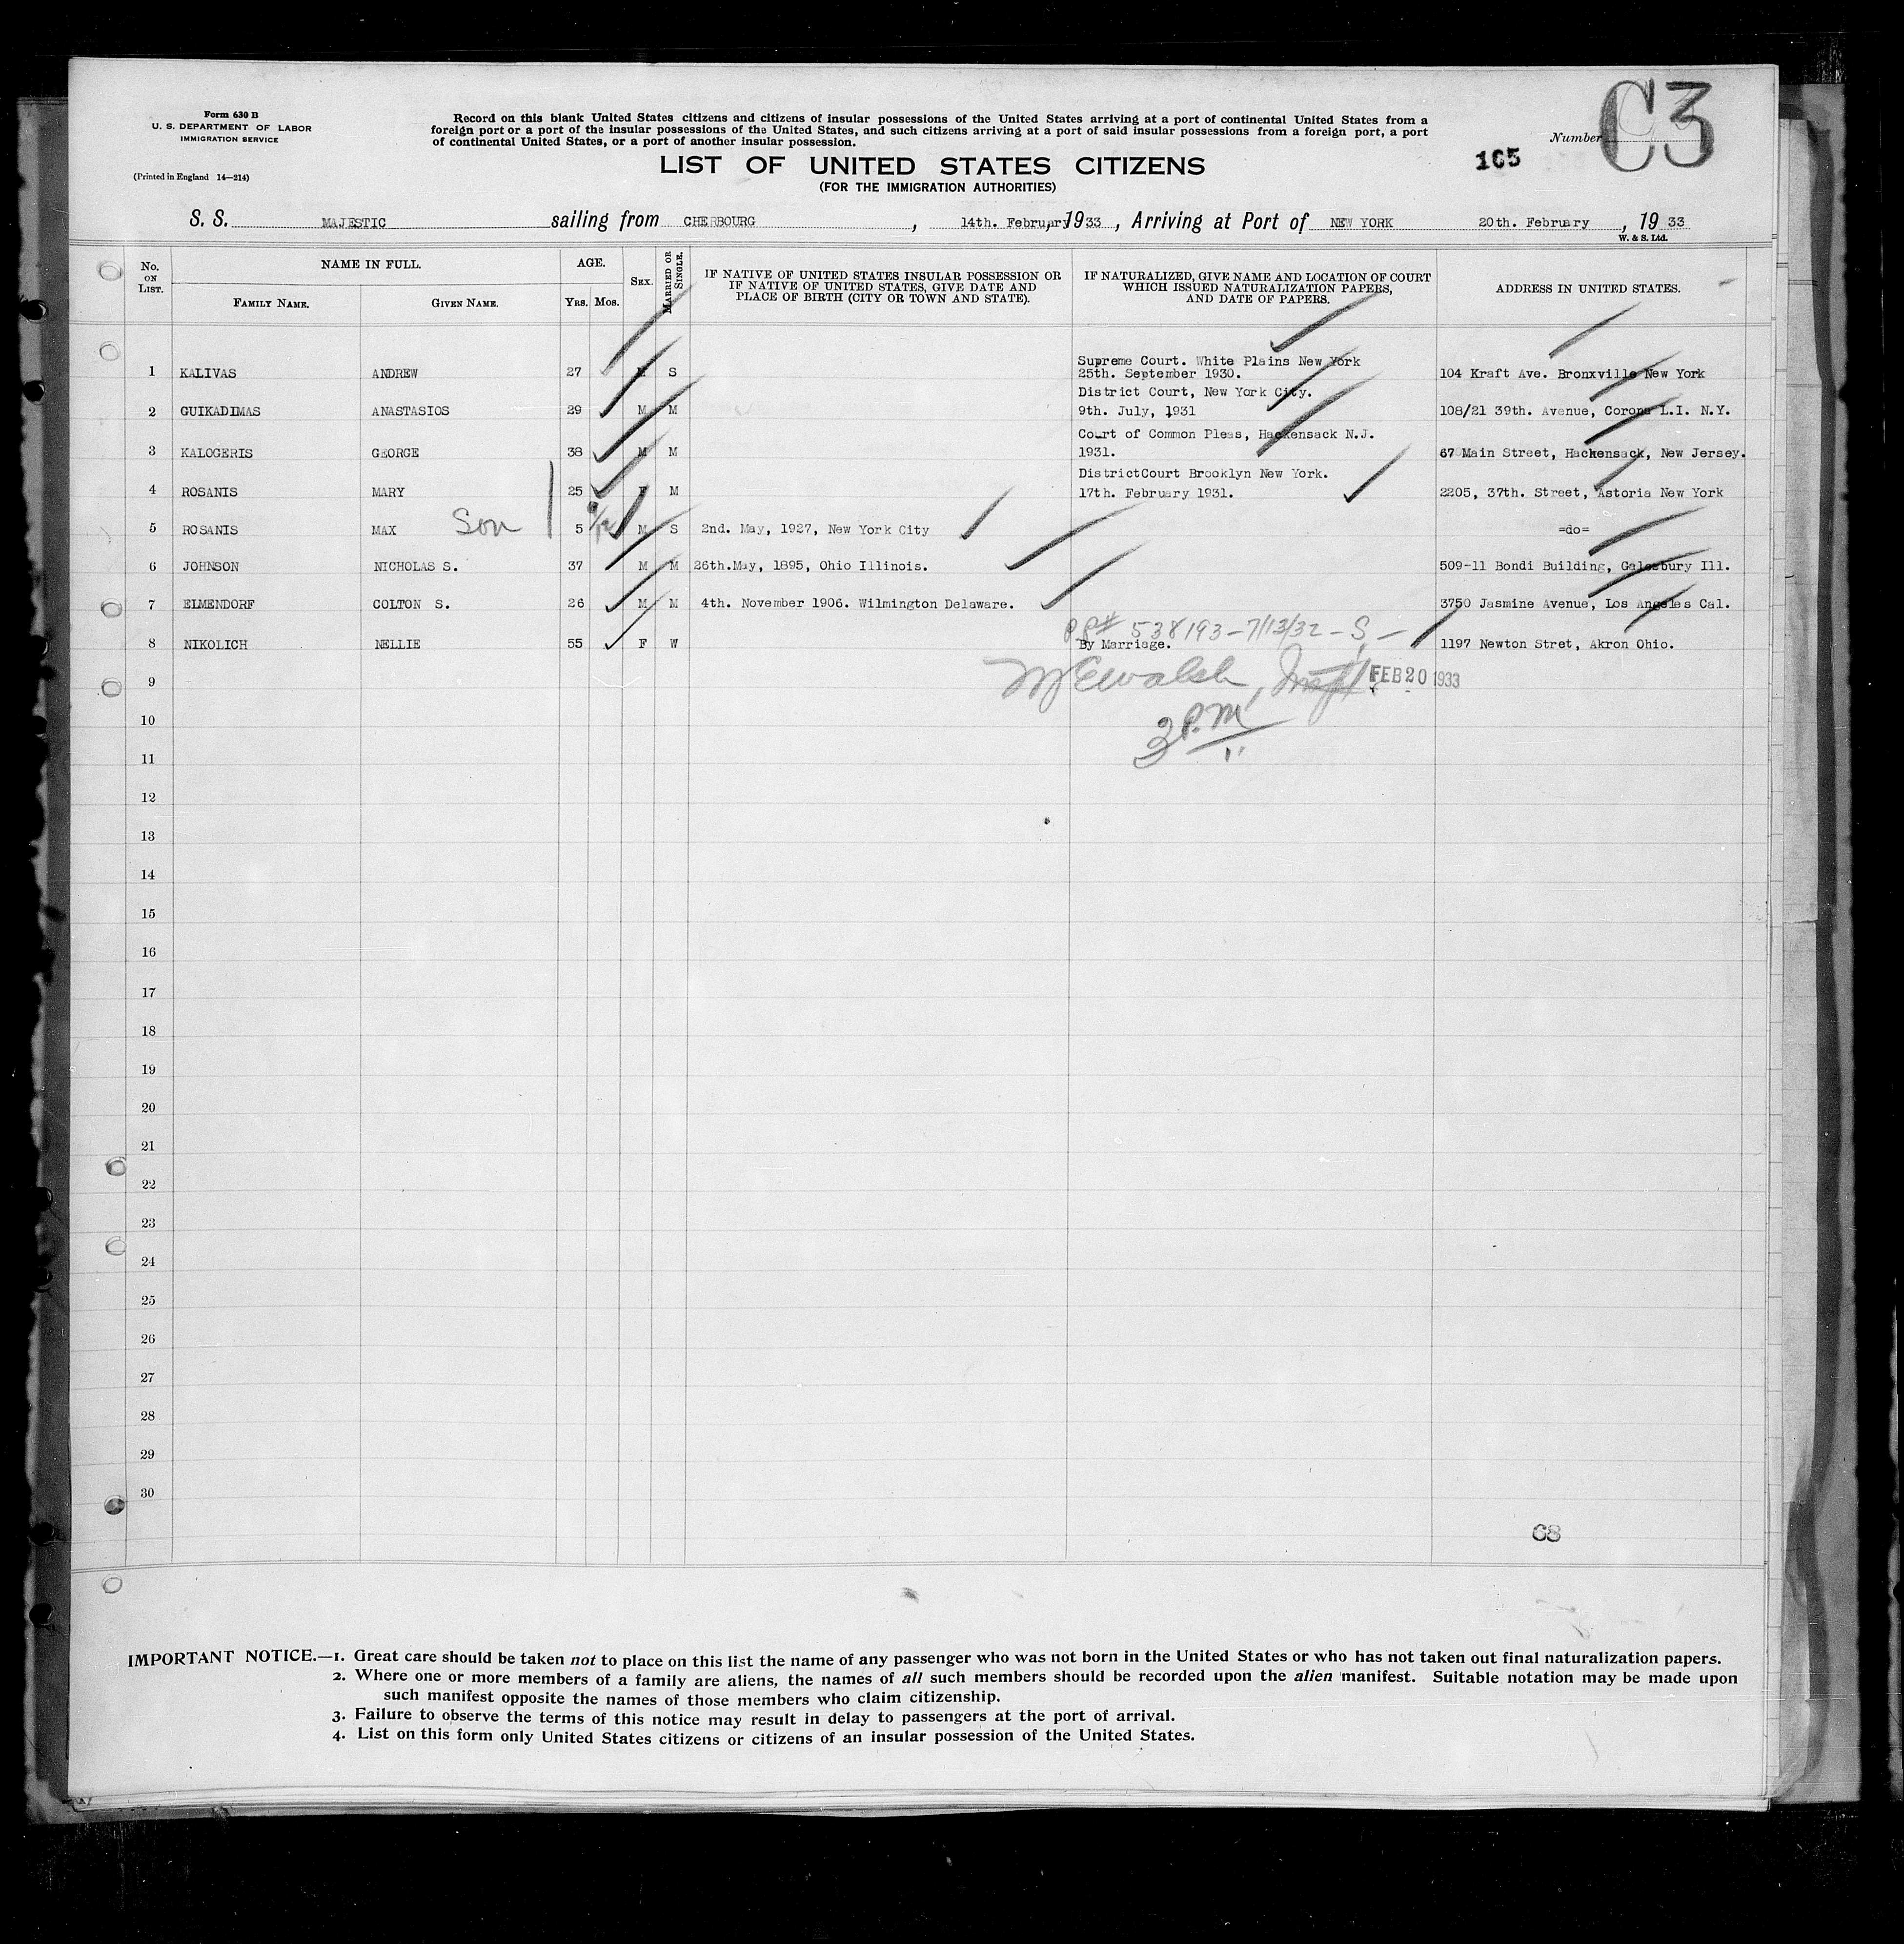 Form 630 B
U. S. DEPARTMENT OF LABOR
IMMIGRATION SERVICE
(Printed in England 14—214)
Record on this blank United States citizens and citizens of insular possessions of the United States arriving at a port of continental United States from a
foreign port or a port of the insular possessions of the United States, and such citizens arriving at a port of said insular possessions from a foreign port, a port
of continental United States, or a port of another insular possession.
Number C3
105
LIST OF UNITED STATES CITIZENS
(FOR THE IMMIGRATION AUTHORITIES)
S. S. MAJESTIC sailing from CHERBOURG , 14th. February, 1933 , Arriving at Port of NEW YORK 20th. February , 19 33
W. & S. Ltd.
No. ON LIST.
NAME IN FULL.
FAMILY NAME.
GIVEN NAME.
AGE.
YRS. MOS.
SEX.
MARRIED OR SINGLE.
IF NATIVE OF UNITED STATES INSULAR POSSESSION OR
IF NATIVE OF UNITED STATES, GIVE DATE AND
PLACE OF BIRTH (CITY OR TOWN AND STATE).
IF NATURALIZED, GIVE NAME AND LOCATION OF COURT
WHICH ISSUED NATURALIZATION PAPERS,
AND DATE OF PAPERS.
ADDRESS IN UNITED STATES.
Supreme Court. White Plains New York
1 KALIVAS ANDREW 27 M S 25th. September 1930. 104 Kraft Ave. Bronxville New York
District Court, New York City.
2 GUIKADIMAS ANASTASIOS 29 M M 9th. July, 1931 108/21 39th. Avenue, Corona L.I. N.Y.
Court of Common Pleas, Hackensack N.J.
3 KALOGERIS GEORGE 38 M M 1931. 67 Main Street, Hackensack, New Jersey.
DistrictCourt Brooklyn New York.
4 ROSANIS MARY 25 F M 17th. February 1931. 2205, 37th. Street, Astoria New York
5 ROSANIS MAX Son 5 M S 2nd. May, 1927, New York City =do=
6 JOHNSON NICHOLAS S. 37 M M 26th.May, 1895, Ohio Illinois. 509-11 Bondi Building, Galesbury Ill.
7 ELMENDORF COLTON S. 26 M M 4th. November 1906. Wilmington Delaware. 3750 Jasmine Avenue, Los Angeles Cal.
PP# 538193-7/13/32-S-
8 NIKOLICH NELLIE 55 F W By Marriage. 1197 Newton Stret, Akron Ohio.
9 FEB 20 1933
10 3 P.M
11
12
13
14
15
16
17
18
19
20
21
22
23
24
25
26
27
28
29
30
68
IMPORTANT NOTICE.—1. Great care should be taken not to place on this list the name of any passenger who was not born in the United States or who has not taken out final naturalization papers.
2. Where one or more members of a family are aliens, the names of all such members should be recorded upon the alien manifest. Suitable notation may be made upon
such manifest opposite the names of those members who claim citizenship.
3. Failure to observe the terms of this notice may result in delay to passengers at the port of arrival.
4. List on this form only United States citizens or citizens of an insular possession of the United States.